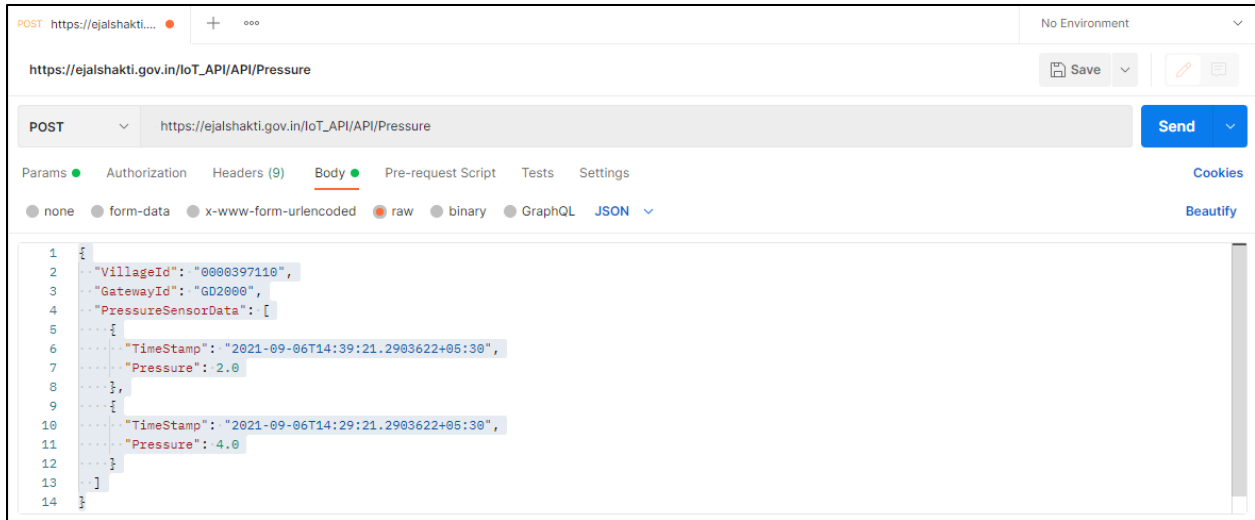 POST https://ejalshakti.... + ooo No Environment
https://ejalshakti.gov.in/IoT_API/API/Pressure Save
POST https://ejalshakti.gov.in/IoT_API/API/Pressure Send
Params Authorization Headers (9) Body Pre-request Script Tests Settings Cookies
none form-data x-www-form-urlencoded raw binary GraphQL JSON Beautify
1 {
2 "VillageId": "0000397110",
3 "GatewayId": "GD2000",
4 "PressureSensorData": [
5 {
6 "TimeStamp": "2021-09-06T14:39:21.2903622+05:30",
7 "Pressure": 2.0
8 },
9 {
10 "TimeStamp": "2021-09-06T14:29:21.2903622+05:30",
11 "Pressure": 4.0
12 }
13 ]
14 }